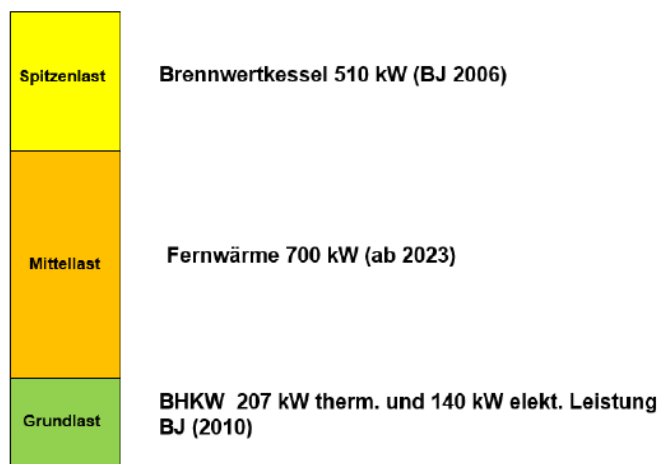 Spitzenlast
Brennwertkessel 510 kW (BJ 2006)
Mittellast
Fernwärme 700 kW (ab 2023)
Grundlast
BHKW 207 kW therm. und 140 kW elekt. Leistung
BJ (2010)